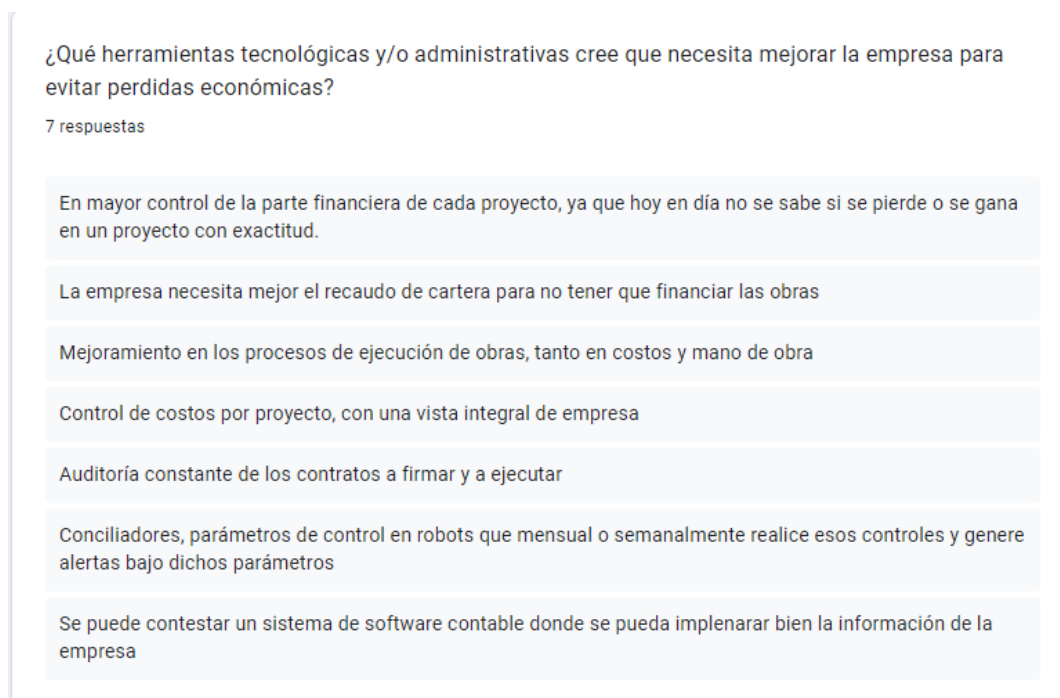 ¿Qué herramientas tecnológicas y/o administrativas cree que necesita mejorar la empresa para
evitar perdidas económicas?
7 respuestas
En mayor control de la parte financiera de cada proyecto, ya que hoy en día no se sabe si se pierde o se gana
en un proyecto con exactitud.
La empresa necesita mejor el recaudo de cartera para no tener que financiar las obras
Mejoramiento en los procesos de ejecución de obras, tanto en costos y mano de obra
Control de costos por proyecto, con una vista integral de empresa
Auditoría constante de los contratos a firmar y a ejecutar
Conciliadores, parámetros de control en robots que mensual o semanalmente realice esos controles y genere
alertas bajo dichos parámetros
Se puede contestar un sistema de software contable donde se pueda implenarar bien la información de la
empresa